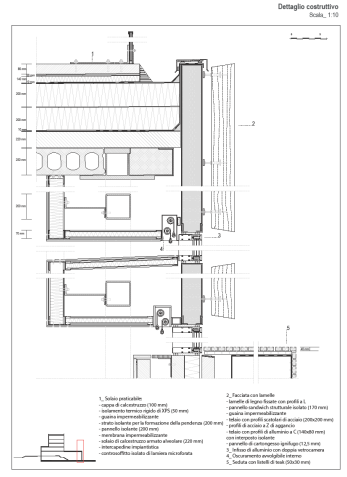 Dettaglio costruttivo
Scala_ 1:10
1
2
3
4
5
1_ Solaio praticabile:
- cappa di calcestruzzo (100 mm)
- isolamento termico rigido di XPS (50 mm)
- guaina impermeabilizzante
- strato isolante per la formazione della pendenza (200 mm)
- pannello isolante (200 mm)
- membrana impermeabilizzante
- solaio di calcestruzzo armato alveolare (220 mm)
- intercapedine impiantistica
- controsoffitto isolato di lamiera microforata
2_ Facciata con lamelle
- lamelle di legno fissate con profili a L
- pannello sandwich strutturale isolato (170 mm)
- guaina impermeabilizzante
- telaio con profili scatolari di acciaio (200x200 mm)
- profili di acciaio a Z di aggancio
- telaio con profili di alluminio a C (140x80 mm)
con interposto isolante
- pannello di cartongesso ignifugo (12,5 mm)
3_ Infisso di alluminio con doppia vetrocamera
4_ Oscuramento avvolgibile interno
5_ Seduta con listelli di teak (50x30 mm)